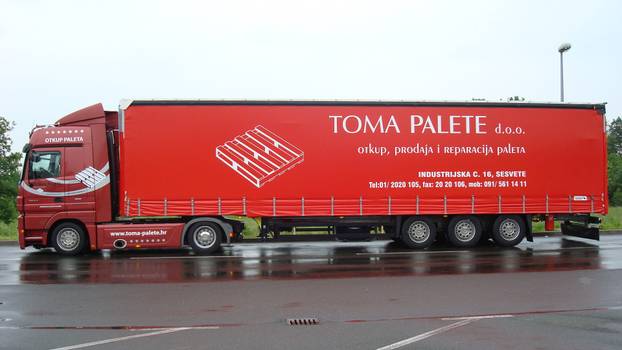 OTKUP PALETA
www.toma-palete.hr
TOMA PALETE d.o.o.
otkup, prodaja i reparacija paleta
INDUSTRIJSKA C. 16, SESVETE
Tel:01/ 2020 105, fax: 20 20 106, mob: 091/ 561 14 11